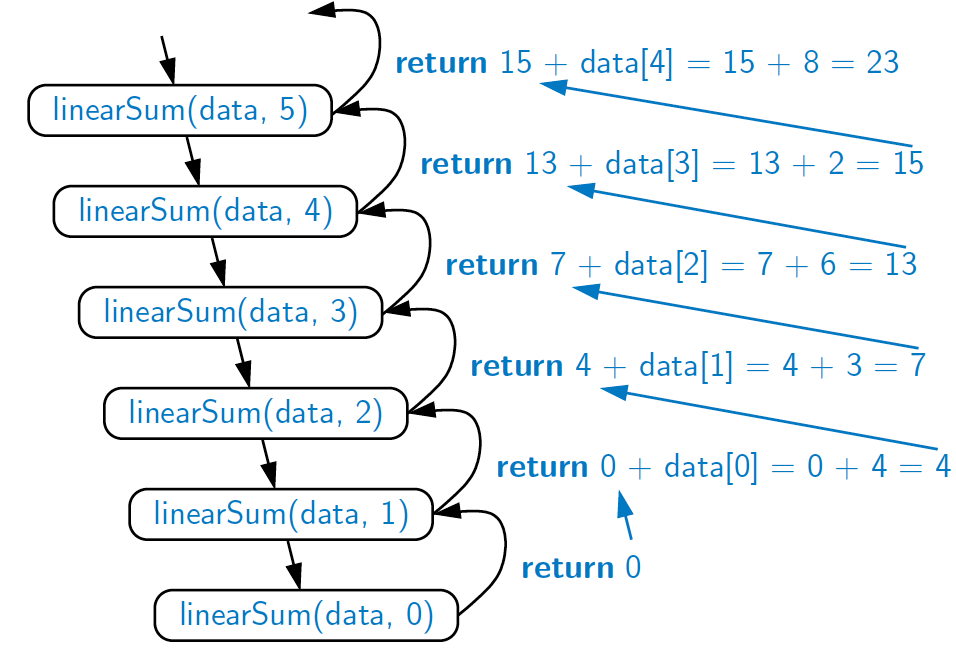 return 15 + data[4] = 15 + 8 = 23
linearSum(data, 5)
return 13 + data[3] = 13 + 2 = 15
linearSum(data, 4)
return 7 + data[2] = 7 + 6 = 13
linearSum(data, 3)
return 4 + data[1] = 4 + 3 = 7
linearSum(data, 2)
return 0 + data[0] = 0 + 4 = 4
linearSum(data, 1)
return 0
linearSum(data, 0)